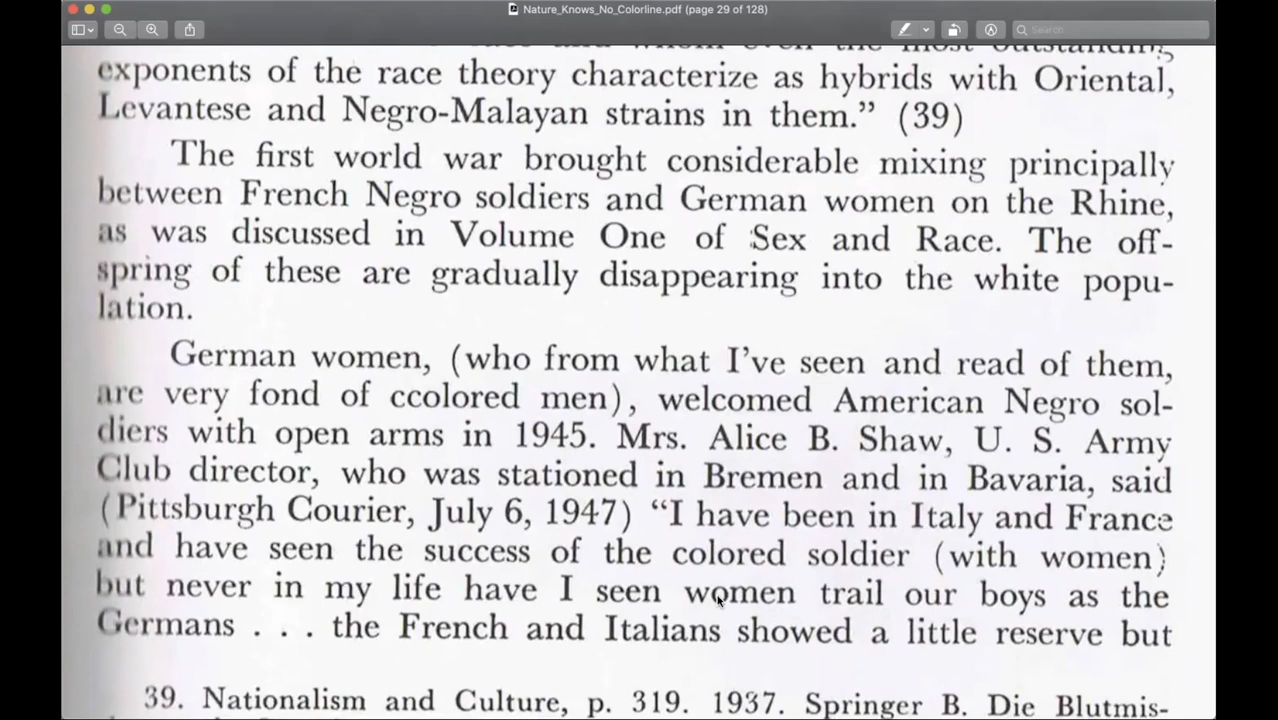 Nature_Knows_No_Colorline.pdf (page 29 of 128)
Search
exponents of the race theory characterize as hybrids with Oriental,
Levantese and Negro-Malayan strains in them.” (39)
The first world war brought considerable mixing principally
between French Negro soldiers and German women on the Rhine,
as was discussed in Volume One of Sex and Race. The off-
spring of these are gradually disappearing into the white popu-
lation.
German women, (who from what I’ve seen and read of them,
are very fond of ccolored men), welcomed American Negro sol-
diers with open arms in 1945. Mrs. Alice B. Shaw, U. S. Army
Club director, who was stationed in Bremen and in Bavaria, said
(Pittsburgh Courier, July 6, 1947) “I have been in Italy and France
and have seen the success of the colored soldier (with women)
but never in my life have I seen women trail our boys as the
Germans . . . the French and Italians showed a little reserve but
39. Nationalism and Culture, p. 319. 1937. Springer B. Die Blutmis-